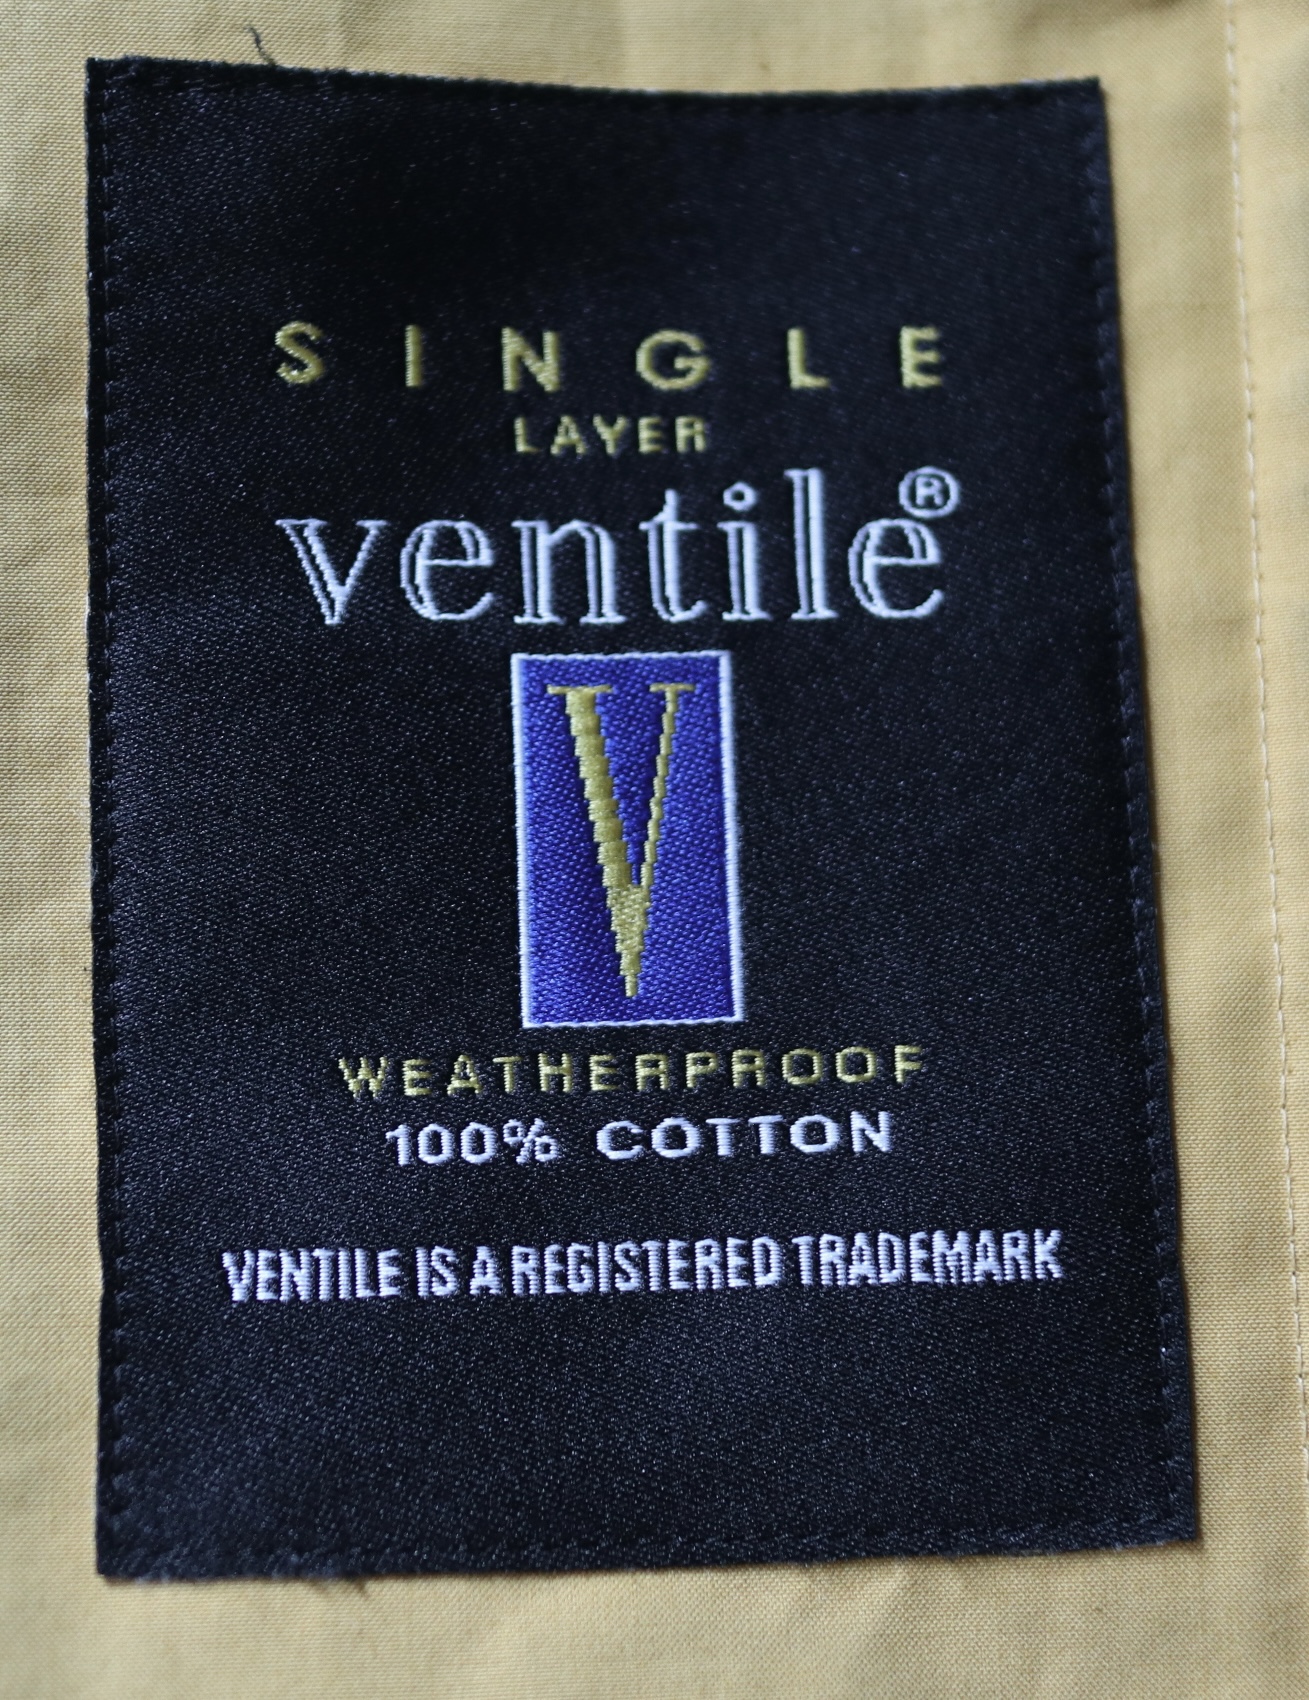 SINGLE
LAYER
ventile®
V
WEATHERPROOF
100% COTTON
VENTILE IS A REGISTERED TRADEMARK